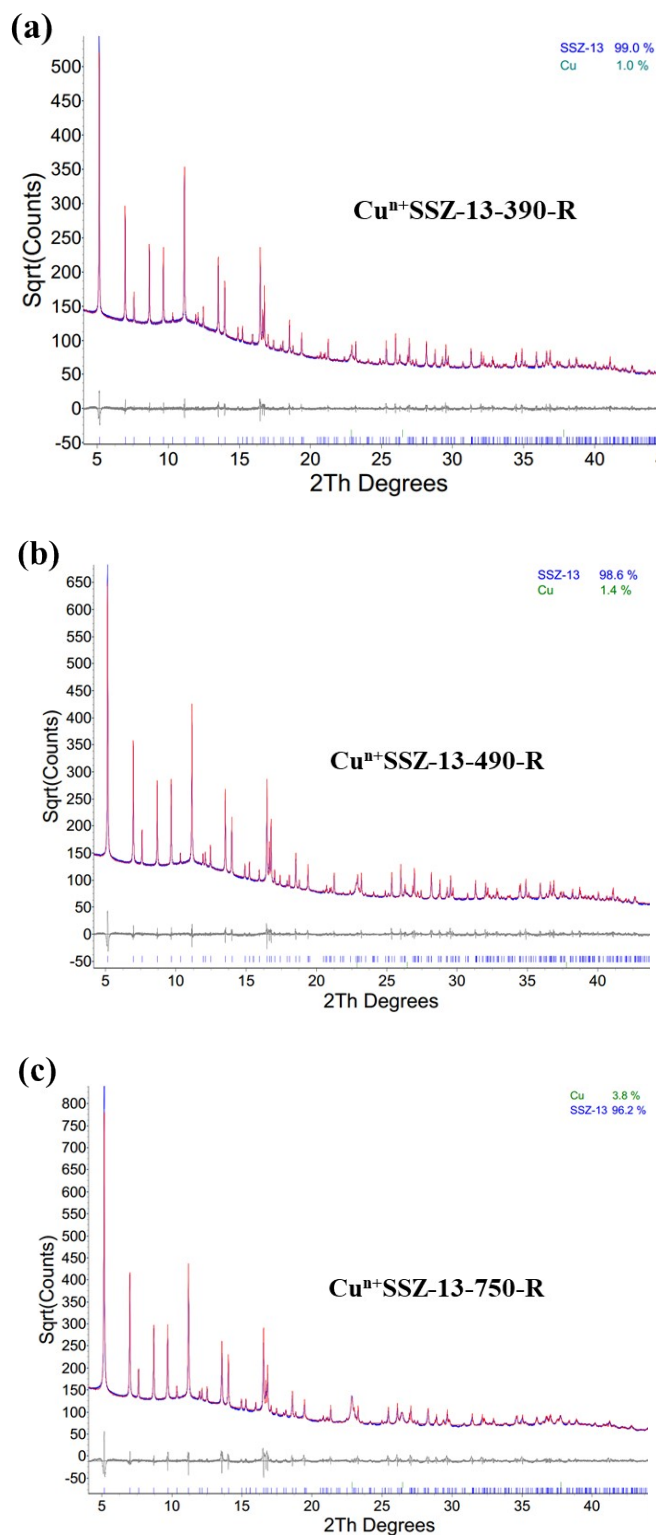 (a)
SSZ-13 99.0 %
Cu 1.0 %
550
500
450
400
350
300
250
200
150
100
50
0
-50
Sqrt(Counts)
Cuⁿ⁺SSZ-13-390-R
5 10 15 20 25 30 35 40
2Th Degrees
(b)
SSZ-13 98.6 %
Cu 1.4 %
650
600
550
500
450
400
350
300
250
200
150
100
50
0
-50
Sqrt(Counts)
Cuⁿ⁺SSZ-13-490-R
5 10 15 20 25 30 35 40
2Th Degrees
(c)
Cu 3.8 %
SSZ-13 96.2 %
800
750
700
650
600
550
500
450
400
350
300
250
200
150
100
50
0
-50
Sqrt(Counts)
Cuⁿ⁺SSZ-13-750-R
5 10 15 20 25 30 35 40
2Th Degrees